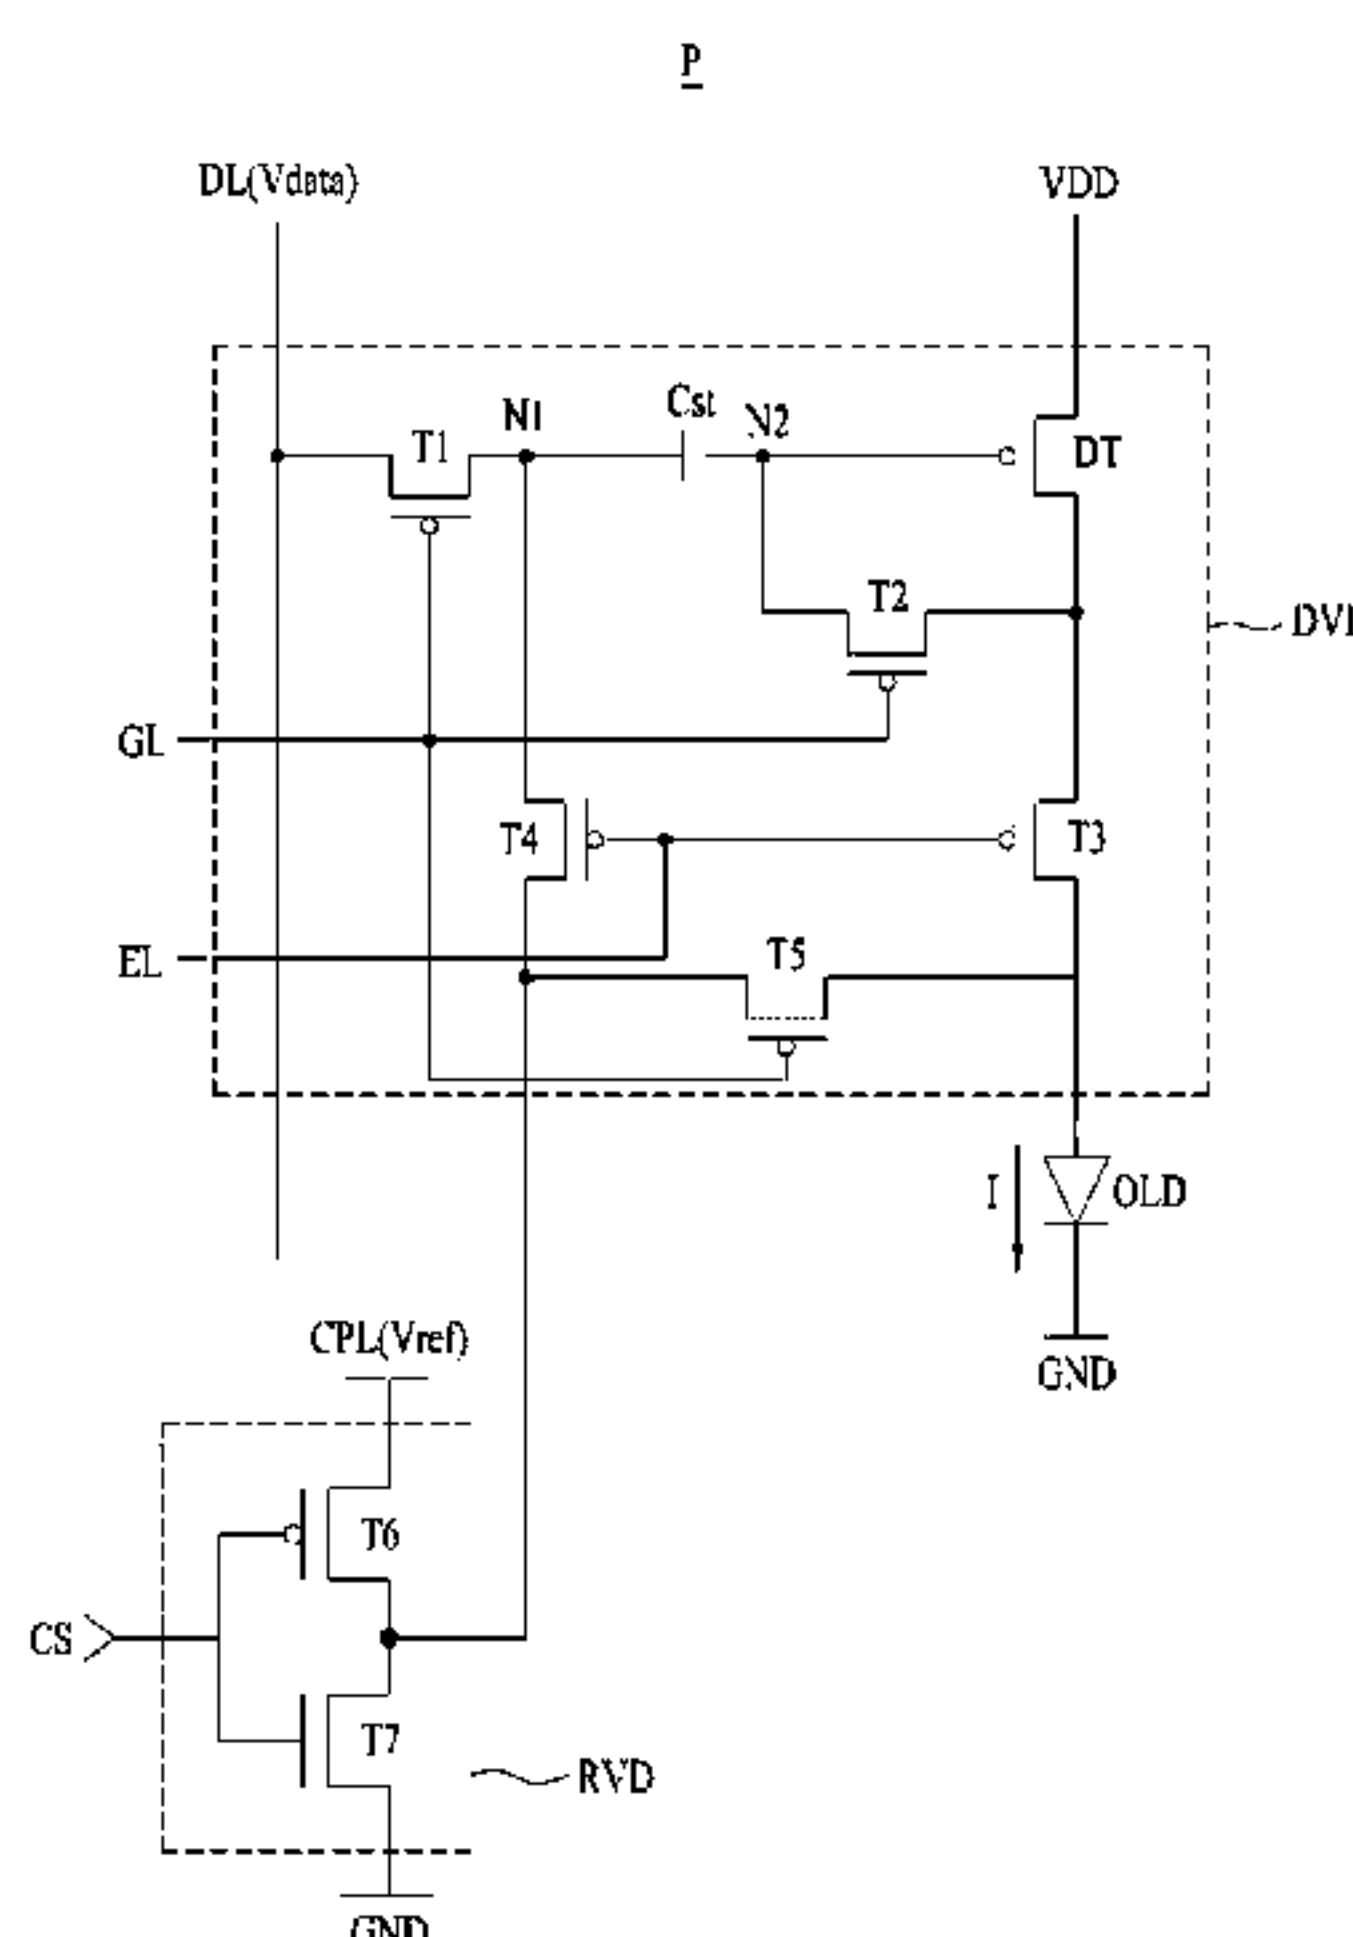 P
DL(Vdata)
VDD
T1
N1
Cst
N2
DT
T2
DVI
GL
T4
T3
EL
T5
I
OLD
GND
CPL(Vref)
T6
CS
T7
RVD
GND